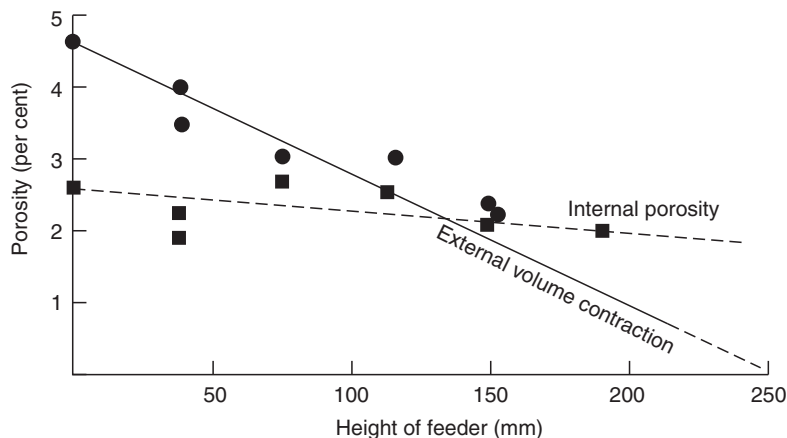 5
4
3
2
1
Porosity (per cent)
Internal porosity
External volume contraction
50
100
150
200
250
Height of feeder (mm)